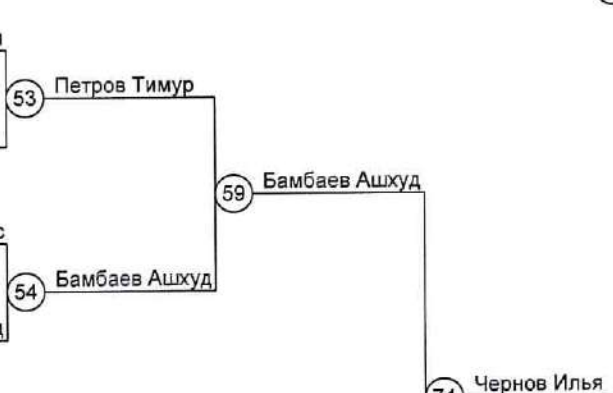 53 Петров Тимур
59 Бамбаев Ашхуд
54 Бамбаев Ашхуд
Чернов Илья